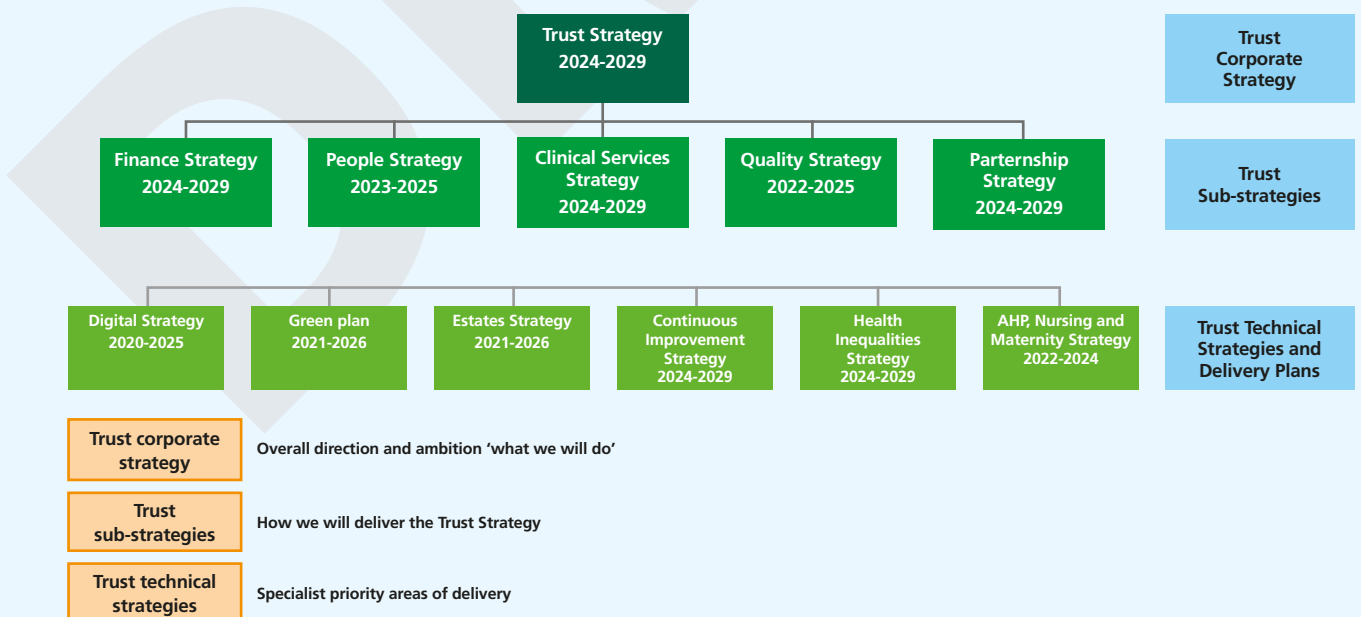 Trust Strategy
2024-2029
Trust
Corporate
Strategy
Finance Strategy
2024-2029
People Strategy
2023-2025
Clinical Services
Strategy
2024-2029
Quality Strategy
2022-2025
Parternship
Strategy
2024-2029
Trust
Sub-strategies
Digital Strategy
2020-2025
Green plan
2021-2026
Estates Strategy
2021-2026
Continuous
Improvement
Strategy
2024-2029
Health
Inequalities
Strategy
2024-2029
AHP, Nursing and
Maternity Strategy
2022-2024
Trust Technical
Strategies and
Delivery Plans
Trust corporate
strategy
Overall direction and ambition ‘what we will do’
Trust
sub-strategies
How we will deliver the Trust Strategy
Trust technical
strategies
Specialist priority areas of delivery